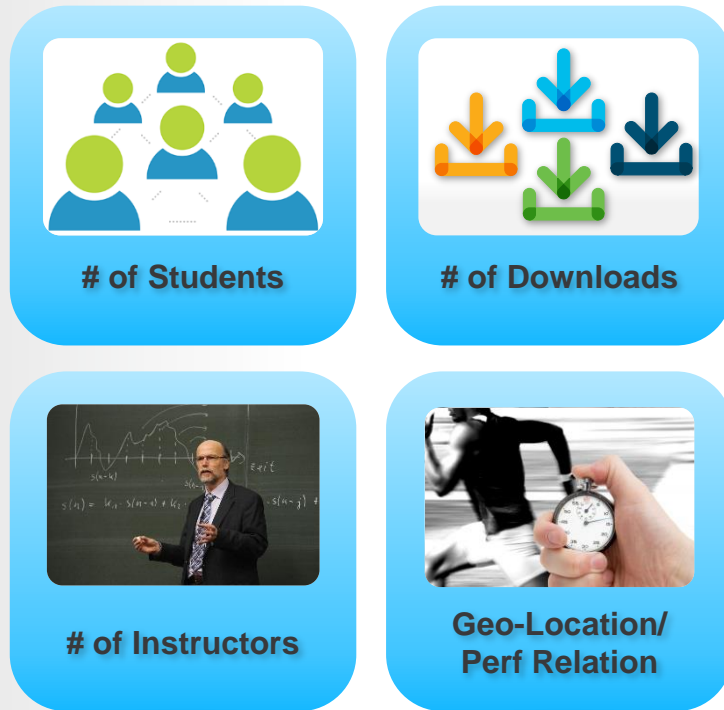 # of Students
# of Downloads
# of Instructors
Geo-Location/
Perf Relation